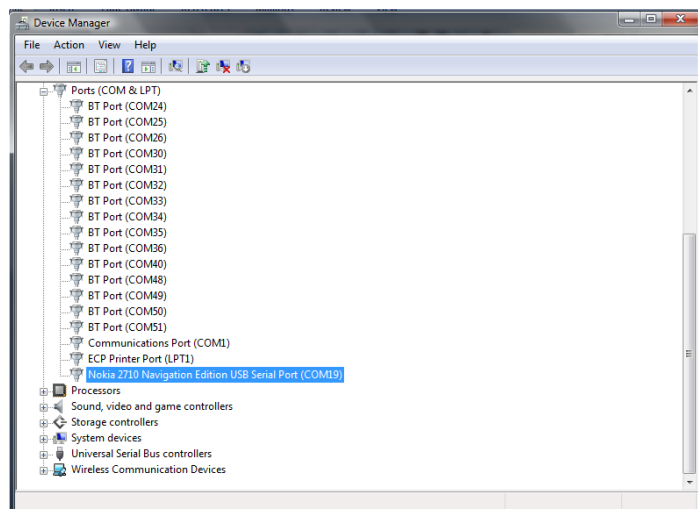 Device Manager
File Action View Help
Ports (COM & LPT)
BT Port (COM24)
BT Port (COM25)
BT Port (COM26)
BT Port (COM30)
BT Port (COM31)
BT Port (COM32)
BT Port (COM33)
BT Port (COM34)
BT Port (COM35)
BT Port (COM36)
BT Port (COM40)
BT Port (COM48)
BT Port (COM49)
BT Port (COM50)
BT Port (COM51)
Communications Port (COM1)
ECP Printer Port (LPT1)
Nokia 2710 Navigation Edition USB Serial Port (COM19)
Processors
Sound, video and game controllers
Storage controllers
System devices
Universal Serial Bus controllers
Wireless Communication Devices